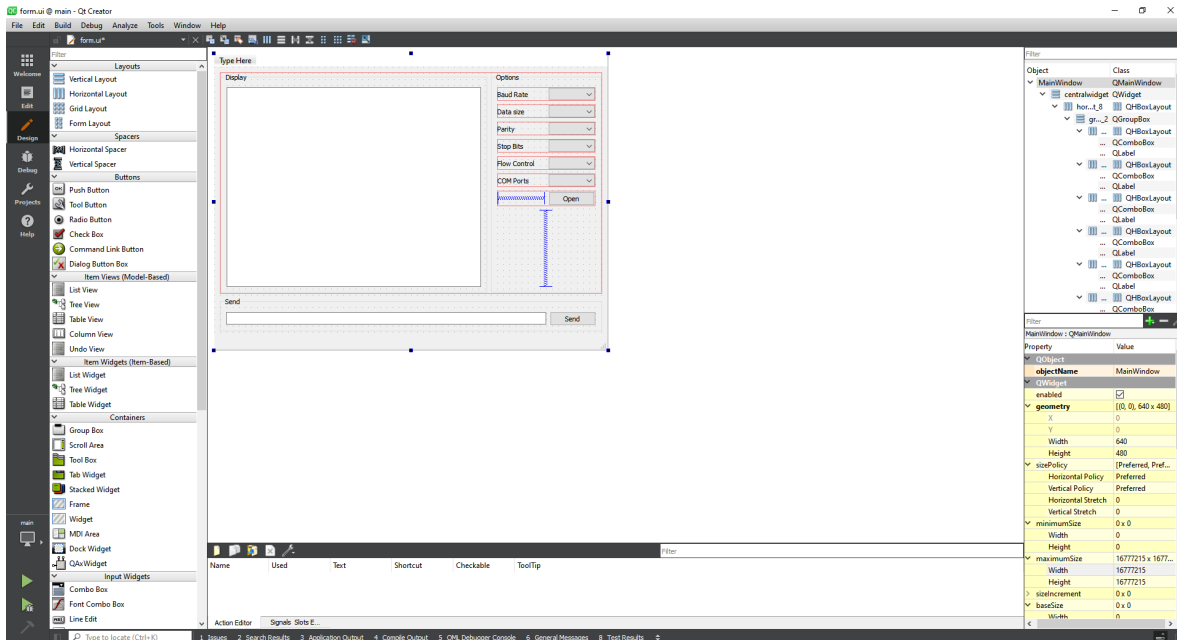 form.ui @ main - Qt Creator
File Edit Build Debug Analyze Tools Window Help
form.ui*
Welcome
Edit
Design
Debug
Projects
Help
main
Filter
Layouts
Vertical Layout
Horizontal Layout
Grid Layout
Form Layout
Spacers
Horizontal Spacer
Vertical Spacer
Buttons
Push Button
Tool Button
Radio Button
Check Box
Command Link Button
Dialog Button Box
Item Views (Model-Based)
List View
Tree View
Table View
Column View
Undo View
Item Widgets (Item-Based)
List Widget
Tree Widget
Table Widget
Containers
Group Box
Scroll Area
Tool Box
Tab Widget
Stacked Widget
Frame
Widget
MDI Area
Dock Widget
QAxWidget
Input Widgets
Combo Box
Font Combo Box
Line Edit
Type Here
Display
Options
Baud Rate
Data size
Parity
Stop Bits
Flow Control
COM Ports
Open
Send
Send
Filter
Name Used Text Shortcut Checkable ToolTip
Action Editor Signals Slots E...
Filter
Object Class
MainWindow QMainWindow
centralwidget QWidget
hor...t_8 QHBoxLayout
gr..._2 QGroupBox
... QHBoxLayout
... QComboBox
... QLabel
... QHBoxLayout
... QComboBox
... QLabel
... QHBoxLayout
... QComboBox
... QLabel
... QHBoxLayout
... QComboBox
... QLabel
... QHBoxLayout
... QComboBox
... QLabel
... QHBoxLayout
... QComboBox
Filter
MainWindow : QMainWindow
Property Value
QObject
objectName MainWindow
QWidget
enabled
geometry [(0, 0), 640 x 480]
X 0
Y 0
Width 640
Height 480
sizePolicy [Preferred, Pref...
Horizontal Policy Preferred
Vertical Policy Preferred
Horizontal Stretch 0
Vertical Stretch 0
minimumSize 0 x 0
Width 0
Height 0
maximumSize 16777215 x 1677...
Width 16777215
Height 16777215
sizeIncrement 0 x 0
baseSize 0 x 0
Width 0
Type to locate (Ctrl+K)
1 Issues 2 Search Results 3 Application Output 4 Compile Output 5 QML Debugger Console 6 General Messages 8 Test Results